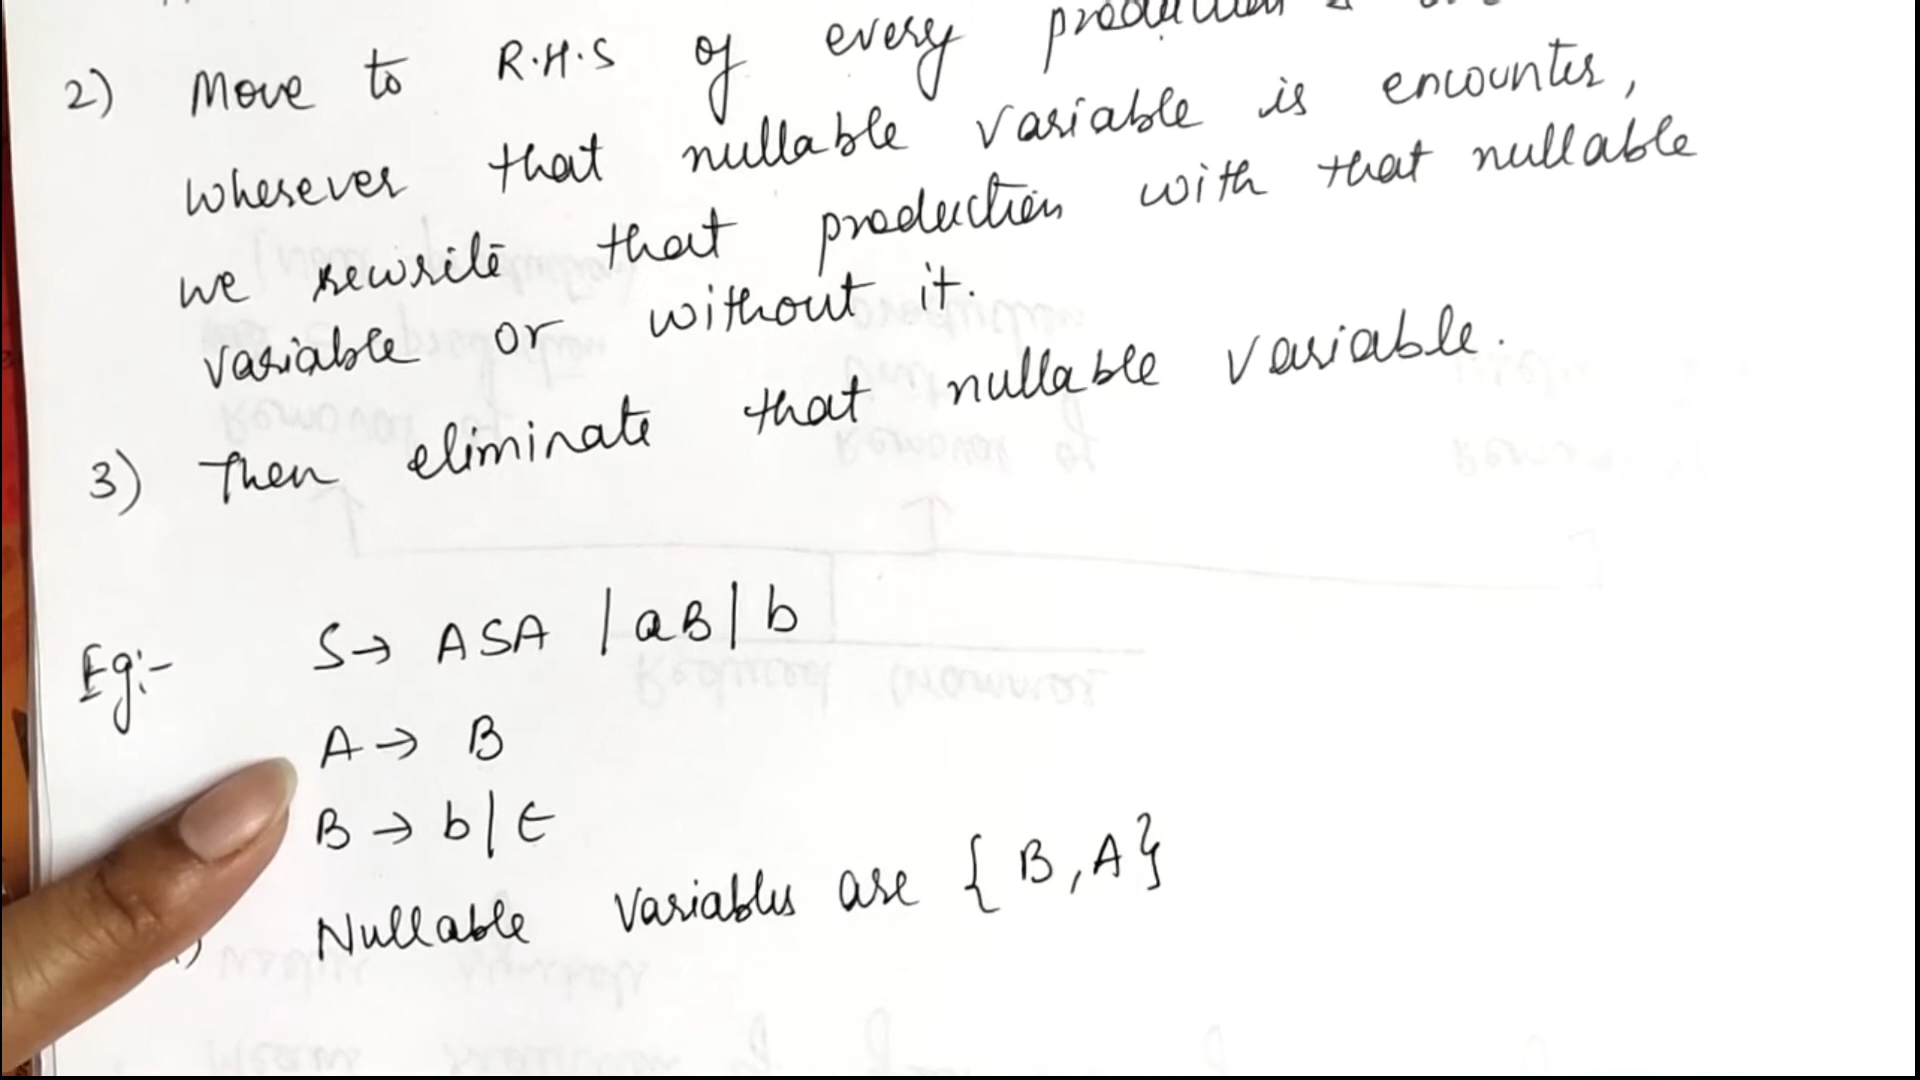 2) Move to R.H.S of every
wherever that nullable variable is encounter,
we rewrite that production with that nullable
variable or without it.
3) Then eliminate that nullable variable.
Eg:- S → ASA | aB | b
A → B
B → b | ϵ
Nullable Variables are { B, A }